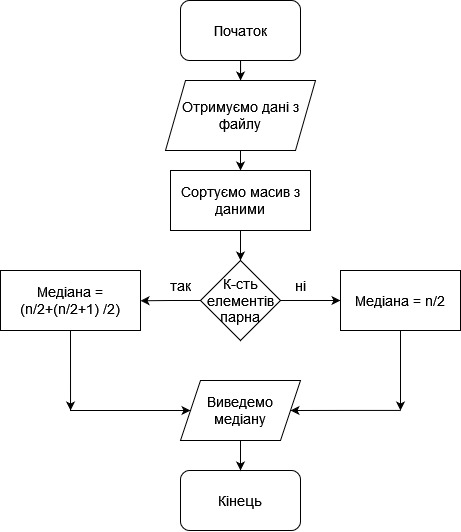 Початок
Отримуємо дані з
файлу
Сортуємо масив з
даними
так
К-сть
елементів
парна
ні
Медіана =
(n/2+(n/2+1) /2)
Медіана = n/2
Виведемо
медіану
Кінець